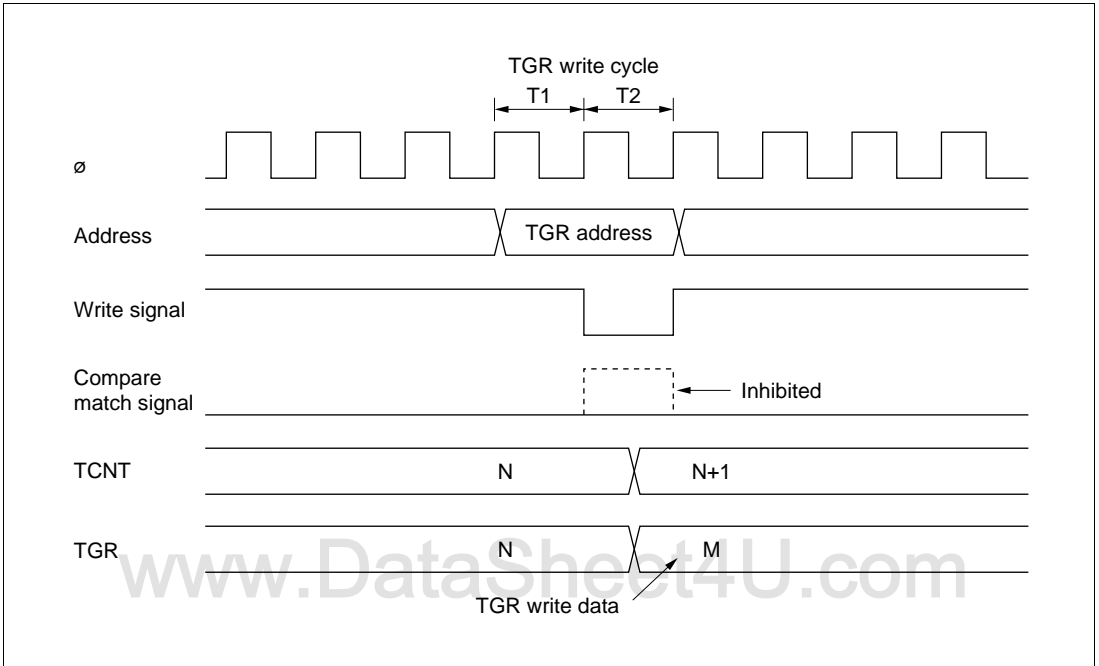 TGR write cycle
T1 T2
ø
Address TGR address
Write signal
Compare
match signal
Inhibited
TCNT N N+1
TGR N M
www.DataSheet4U.com
TGR write data